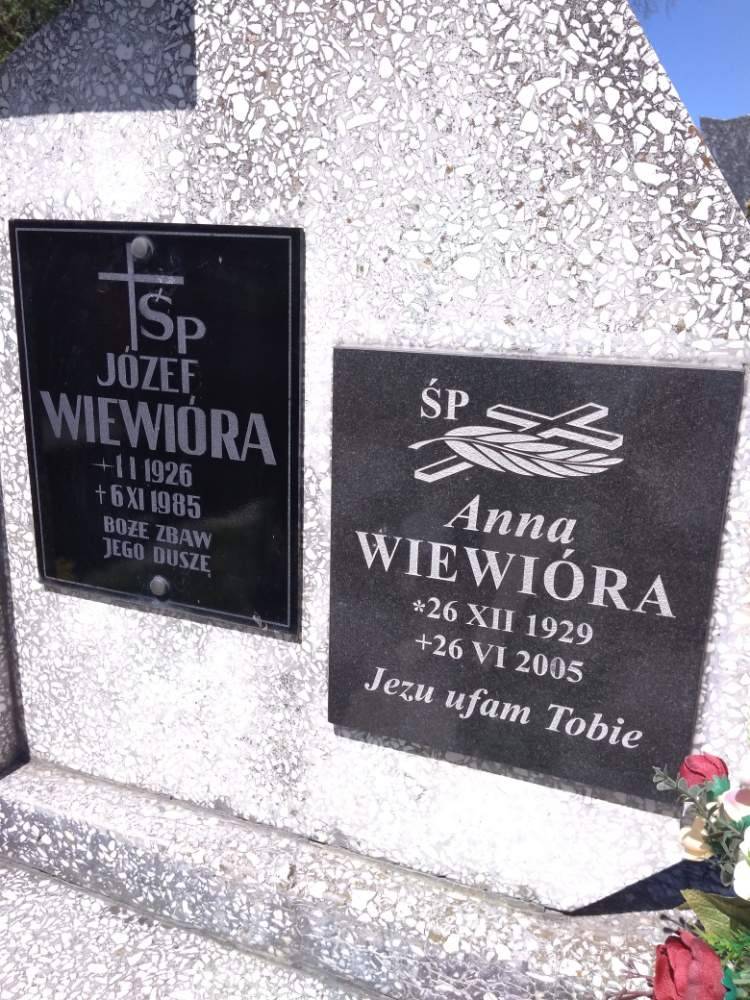 ŚP
JÓZEF
WIEWIÓRA
+1 I 1926
+6 XI 1985
BOŻE ZBAW
JEGO DUSZĘ
ŚP
Anna
WIEWIÓRA
*26 XII 1929
+26 VI 2005
Jezu ufam Tobie